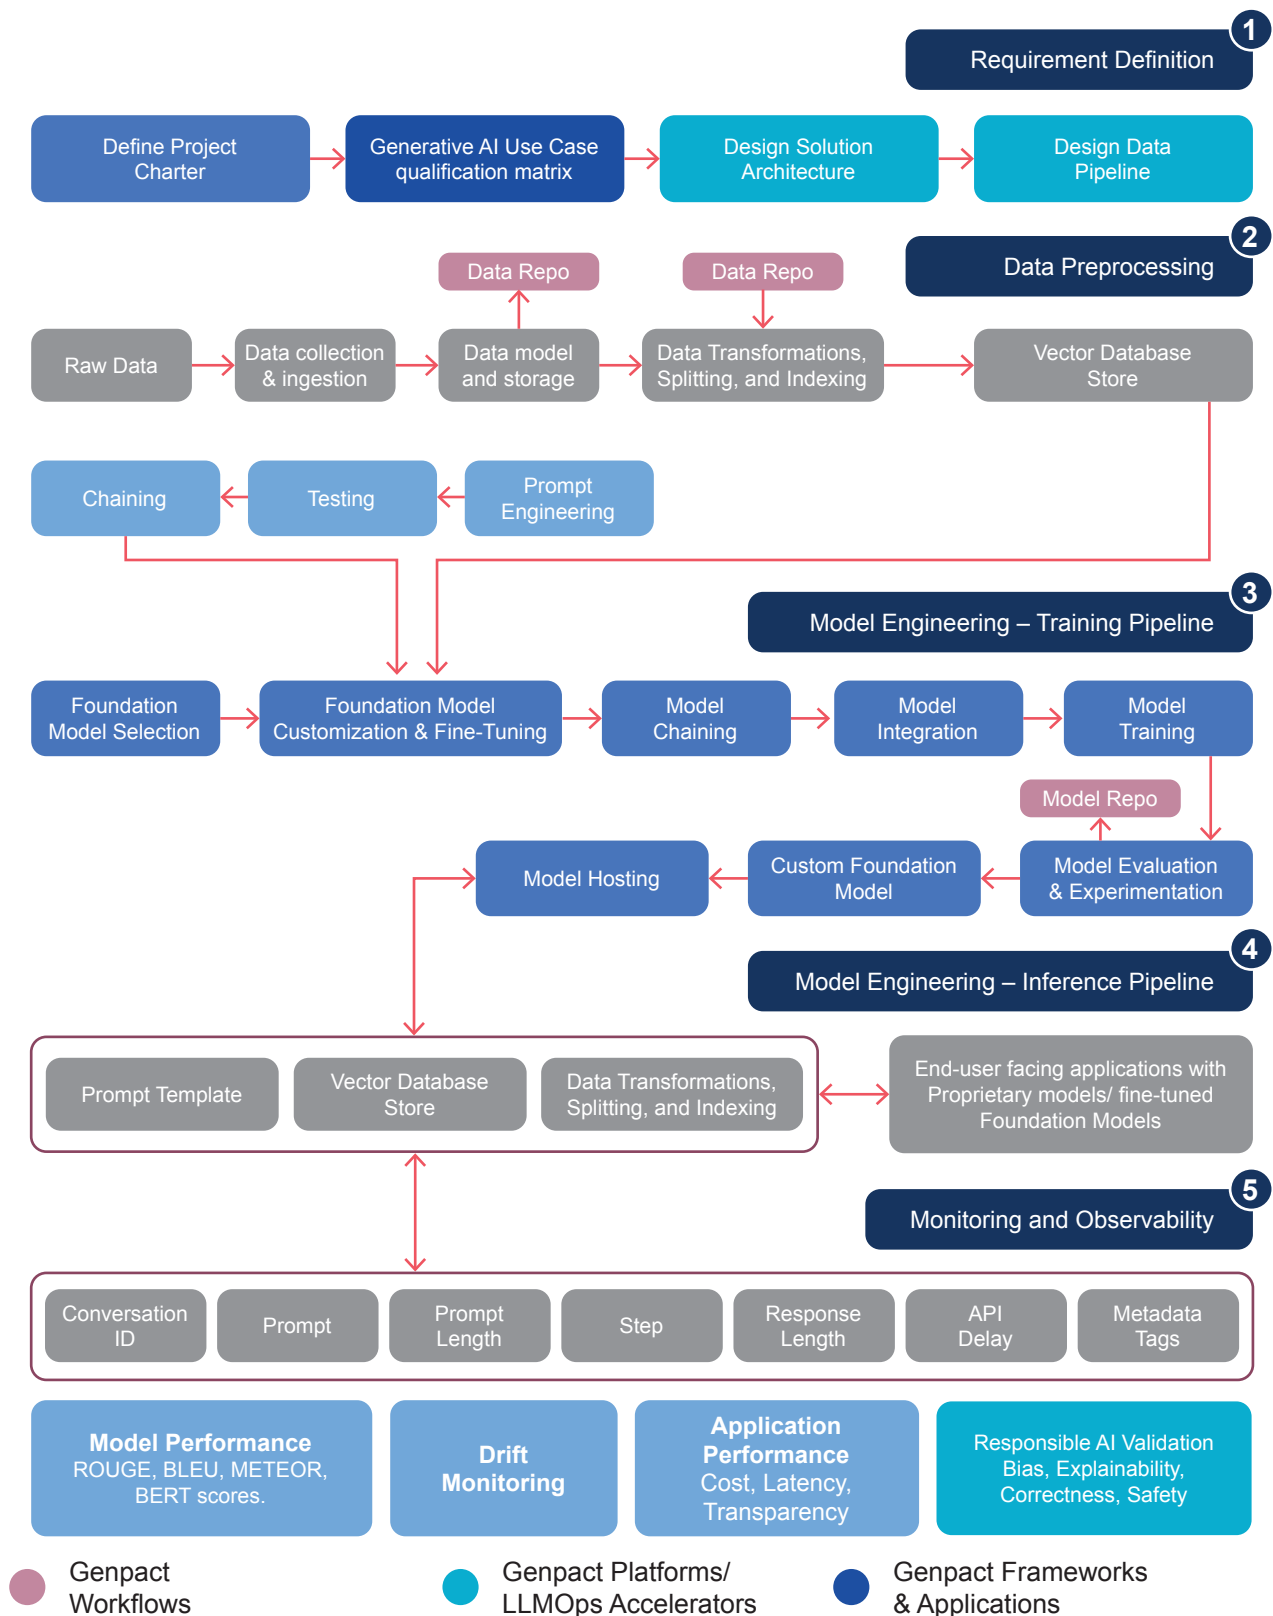 1
Requirement Definition
Define Project
Charter
Generative AI Use Case
qualification matrix
Design Solution
Architecture
Design Data
Pipeline
2
Data Preprocessing
Data Repo
Data Repo
Raw Data
Data collection
& ingestion
Data model
and storage
Data Transformations,
Splitting, and Indexing
Vector Database
Store
Chaining
Testing
Prompt
Engineering
3
Model Engineering – Training Pipeline
Foundation
Model Selection
Foundation Model
Customization & Fine-Tuning
Model
Chaining
Model
Integration
Model
Training
Model Repo
Model Hosting
Custom Foundation
Model
Model Evaluation
& Experimentation
4
Model Engineering – Inference Pipeline
Prompt Template
Vector Database
Store
Data Transformations,
Splitting, and Indexing
End-user facing applications with
Proprietary models/ fine-tuned
Foundation Models
5
Monitoring and Observability
Conversation
ID
Prompt
Prompt
Length
Step
Response
Length
API
Delay
Metadata
Tags
Model Performance
ROUGE, BLEU, METEOR,
BERT scores.
Drift
Monitoring
Application
Performance
Cost, Latency,
Transparency
Responsible AI Validation
Bias, Explainability,
Correctness, Safety
Genpact
Workflows
Genpact Platforms/
LLMOps Accelerators
Genpact Frameworks
& Applications